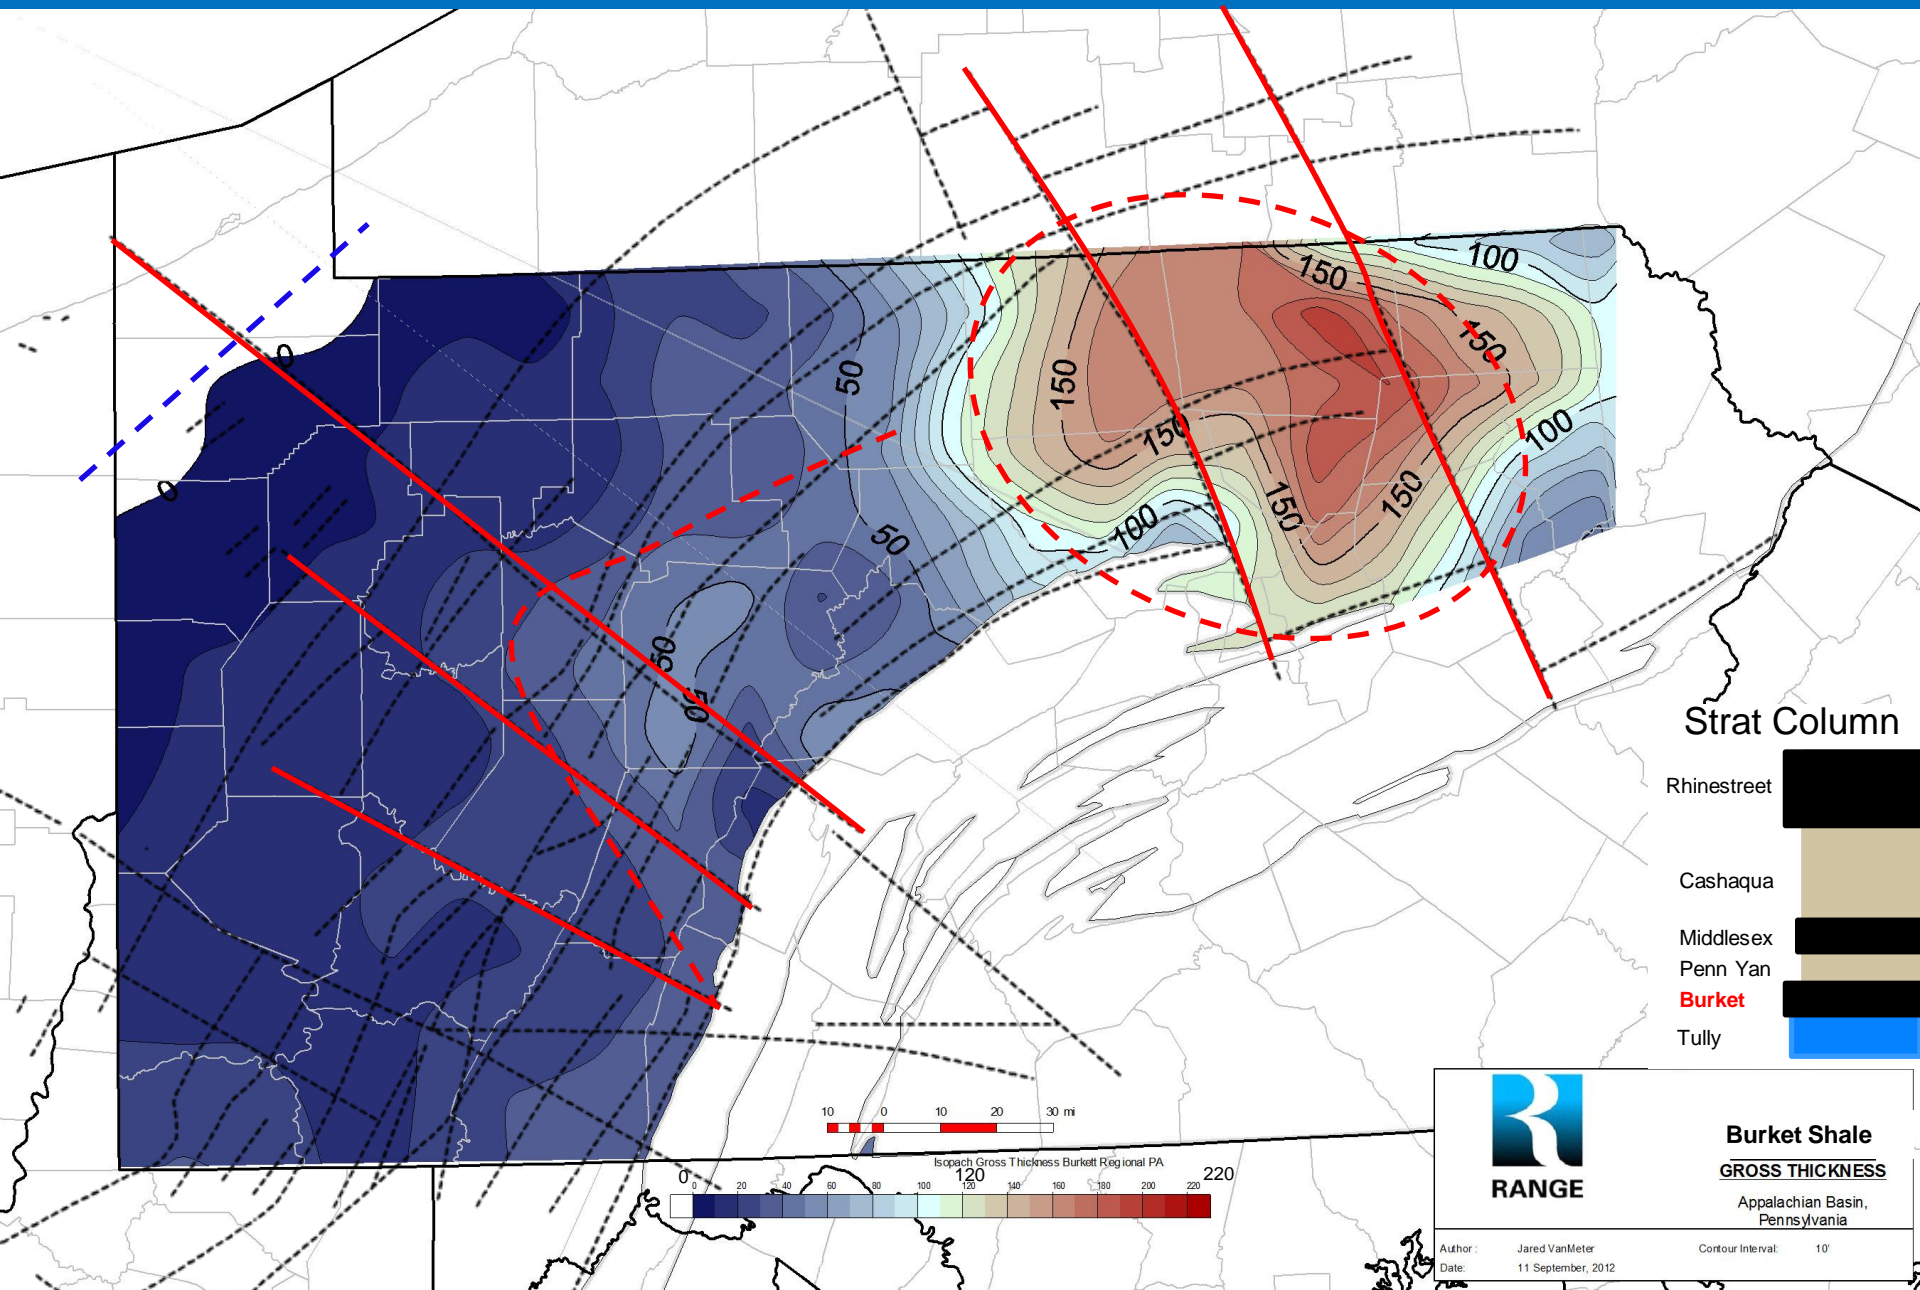 0
0
50
50
50
50
150
150
150
150
150
150
100
100
100
Strat Column
Rhinestreet
Cashaqua
Middlesex
Penn Yan
Burket
Tully
10 0 10 20 30 mi
Isopach Gross Thickness Burkett Regional PA
0 120 220
0 20 40 60 80 100 120 140 160 180 200 220
RANGE
Burket Shale
GROSS THICKNESS
Appalachian Basin,
Pennsylvania
Author : Jared VanMeter Contour Interval: 10'
Date: 11 September, 2012